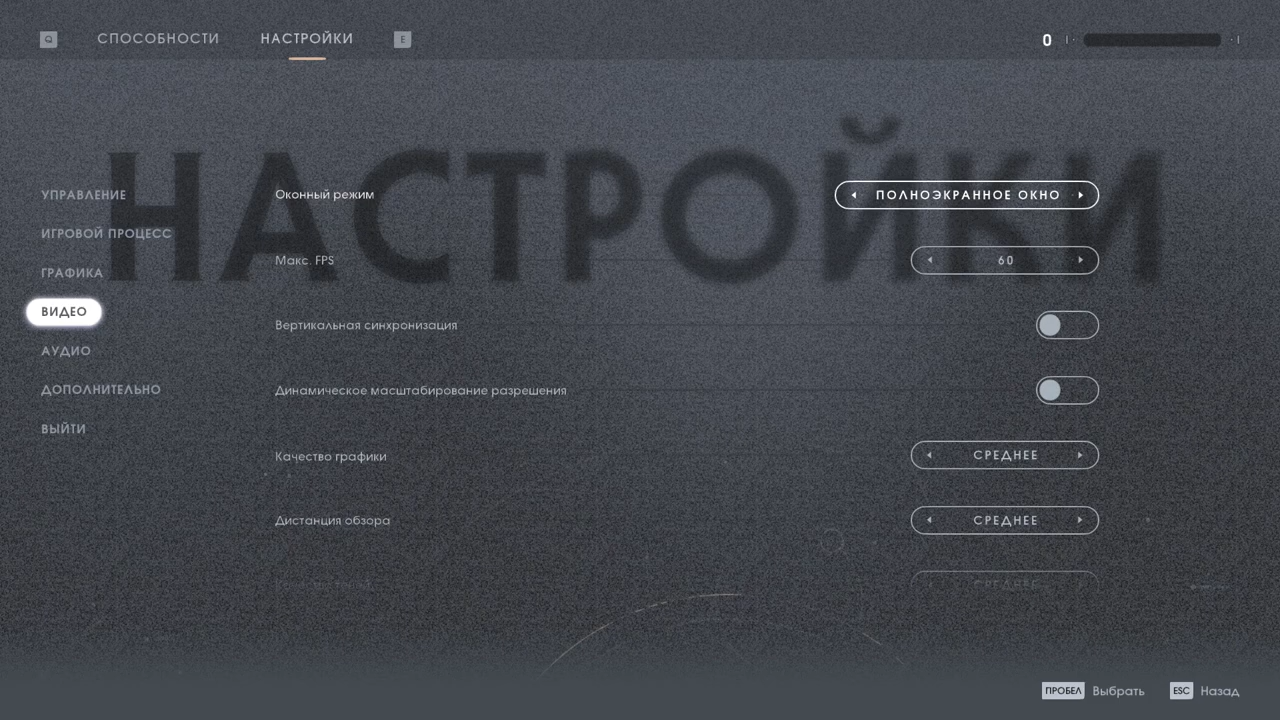 Q СПОСОБНОСТИ НАСТРОЙКИ E 0
НАСТРОЙКИ
УПРАВЛЕНИЕ
ИГРОВОЙ ПРОЦЕСС
ГРАФИКА
ВИДЕО
АУДИО
ДОПОЛНИТЕЛЬНО
ВЫЙТИ
Оконный режим ПОЛНОЭКРАННОЕ ОКНО
Макс. FPS 60
Вертикальная синхронизация
Динамическое масштабирование разрешения
Качество графики СРЕДНЕЕ
Дистанция обзора СРЕДНЕЕ
СРЕДНЕЕ
ПРОБЕЛ Выбрать ESC Назад